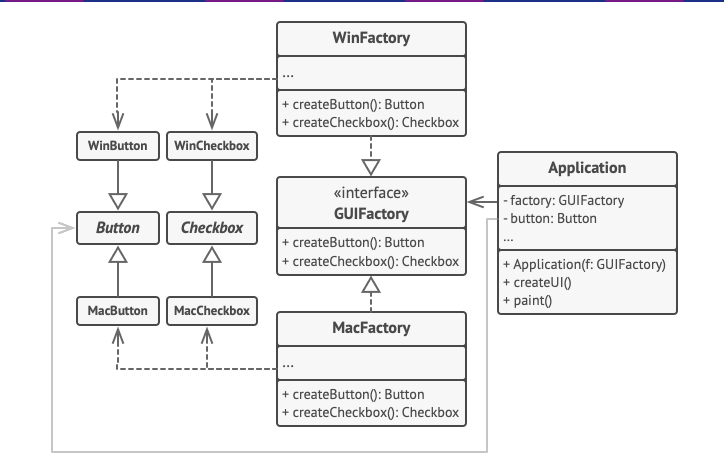 WinFactory
...
+ createButton(): Button
+ createCheckbox(): Checkbox
WinButton
WinCheckbox
Button
Checkbox
MacButton
MacCheckbox
«interface»
GUIFactory
+ createButton(): Button
+ createCheckbox(): Checkbox
MacFactory
...
+ createButton(): Button
+ createCheckbox(): Checkbox
Application
- factory: GUIFactory
- button: Button
...
+ Application(f: GUIFactory)
+ createUI()
+ paint()